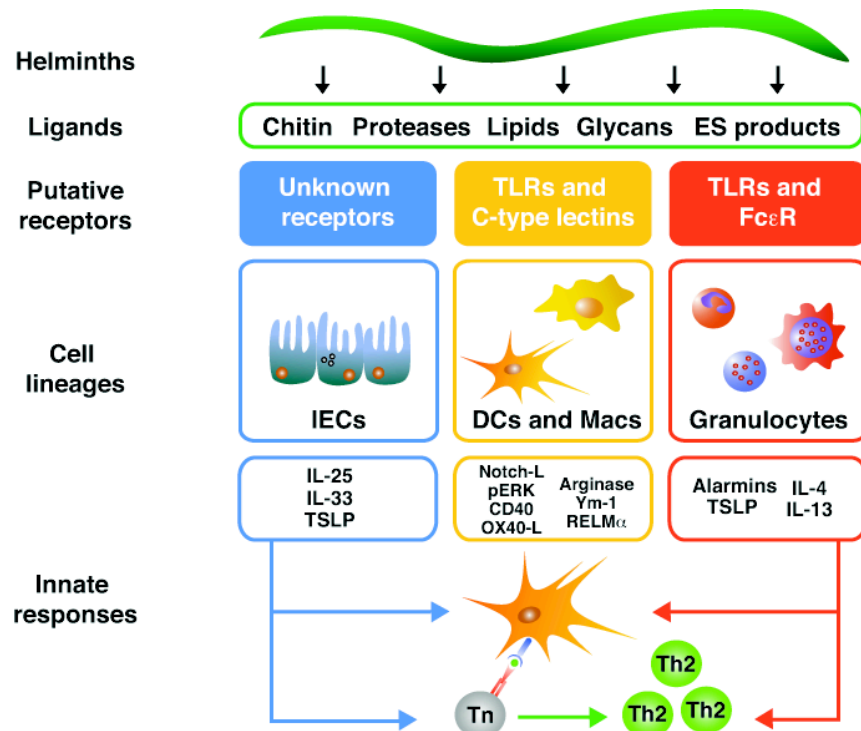 Helminths
Ligands
Chitin Proteases Lipids Glycans ES products
Putative
receptors
Unknown
receptors
TLRs and
C-type lectins
TLRs and
FcεR
Cell
lineages
IECs
DCs and Macs
Granulocytes
Innate
responses
IL-25
IL-33
TSLP
Notch-L
pERK
CD40
OX40-L
Arginase
Ym-1
RELMα
Alarmins
TSLP
IL-4
IL-13
Th2
Tn
Th2
Th2